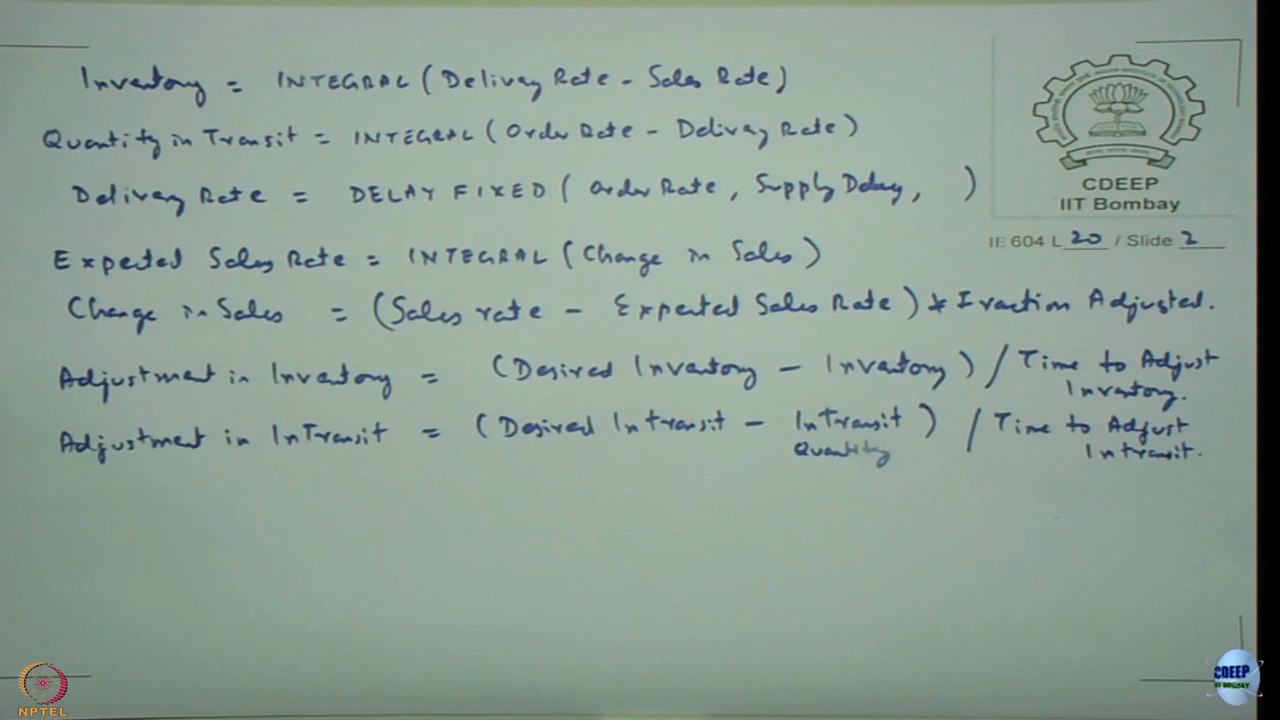 Inventory = INTEGRAL (Delivery Rate - Sales Rate)
Quantity in Transit = INTEGRAL (Order Rate - Delivery Rate)
Delivery Rate = DELAY FIXED ( Order Rate, Supply Delay, )
CDEEP
IIT Bombay
IE 604 L 20 / Slide 2
Expected Sales Rate = INTEGRAL (Change in Sales)
Change in Sales = (Sales rate - Expected Sales Rate) * Fraction Adjusted.
Adjustment in Inventory = (Desired Inventory - Inventory) / Time to Adjust
Inventory.
Adjustment in InTransit = (Desired Intransit - InTransit ) / Time to Adjust
Quantity Intransit.
NPTEL
CDEEP
IIT BOMBAY